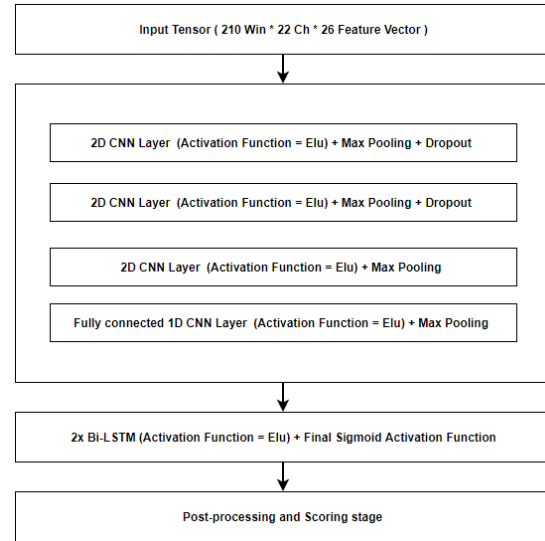 Input Tensor ( 210 Win * 22 Ch * 26 Feature Vector )
2D CNN Layer (Activation Function = Elu) + Max Pooling + Dropout
2D CNN Layer (Activation Function = Elu) + Max Pooling + Dropout
2D CNN Layer (Activation Function = Elu) + Max Pooling
Fully connected 1D CNN Layer (Activation Function = Elu) + Max Pooling
2x Bi-LSTM (Activation Function = Elu) + Final Sigmoid Activation Function
Post-processing and Scoring stage